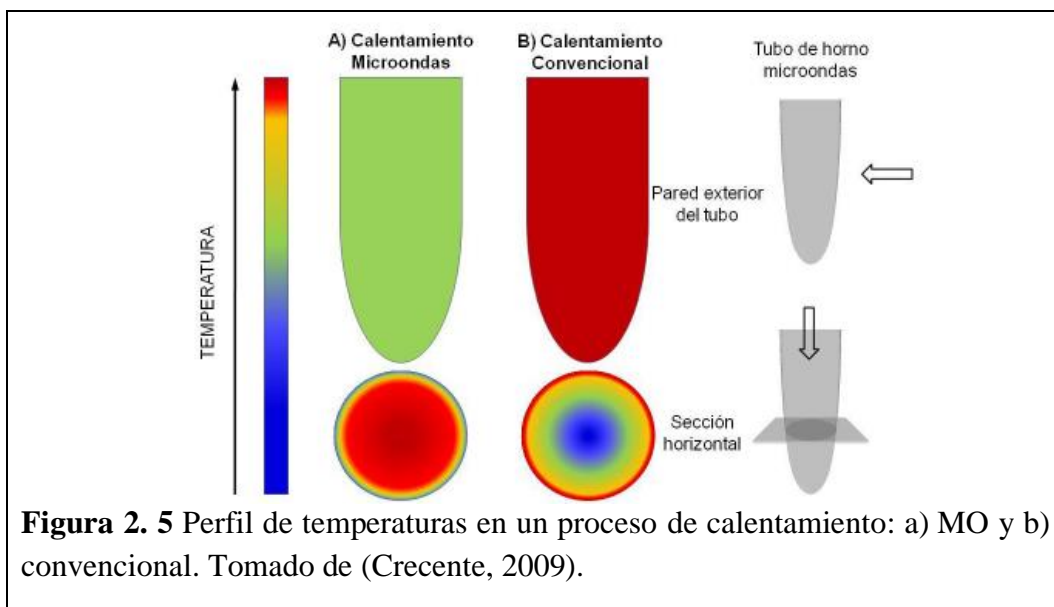 A) Calentamiento
Microondas
B) Calentamiento
Convencional
Tubo de horno
microondas
TEMPERATURA
Pared exterior
del tubo
Sección
horizontal
Figura 2. 5 Perfil de temperaturas en un proceso de calentamiento: a) MO y b)
convencional. Tomado de (Crecente, 2009).